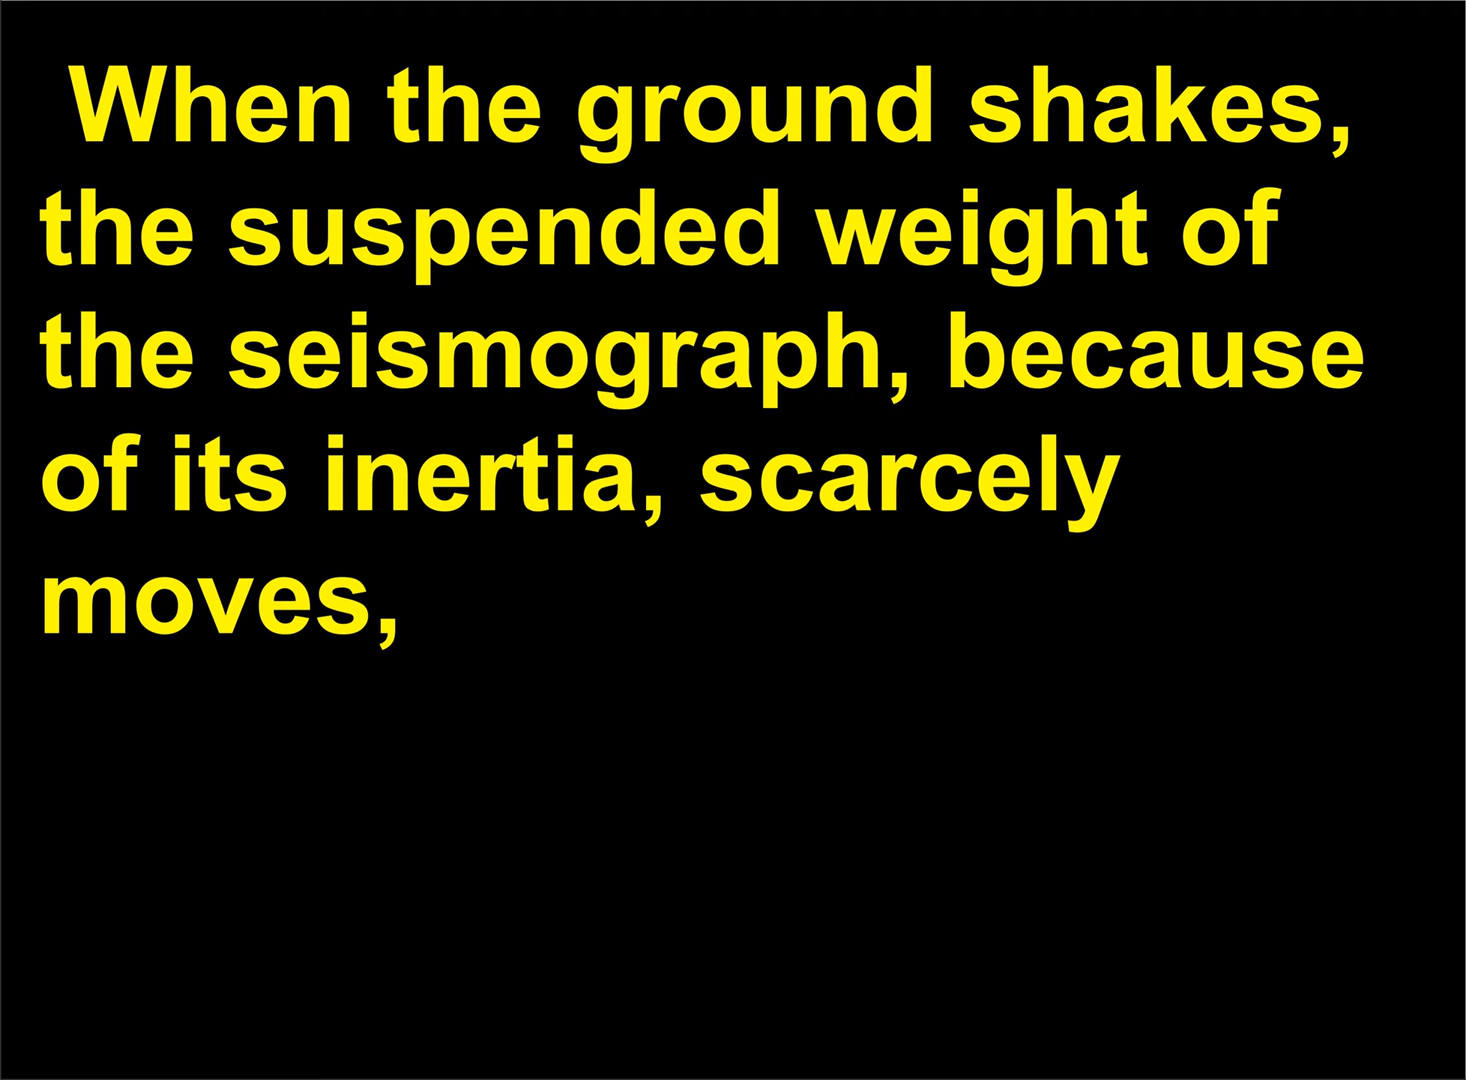 When the ground shakes,
the suspended weight of
the seismograph, because
of its inertia, scarcely
moves,